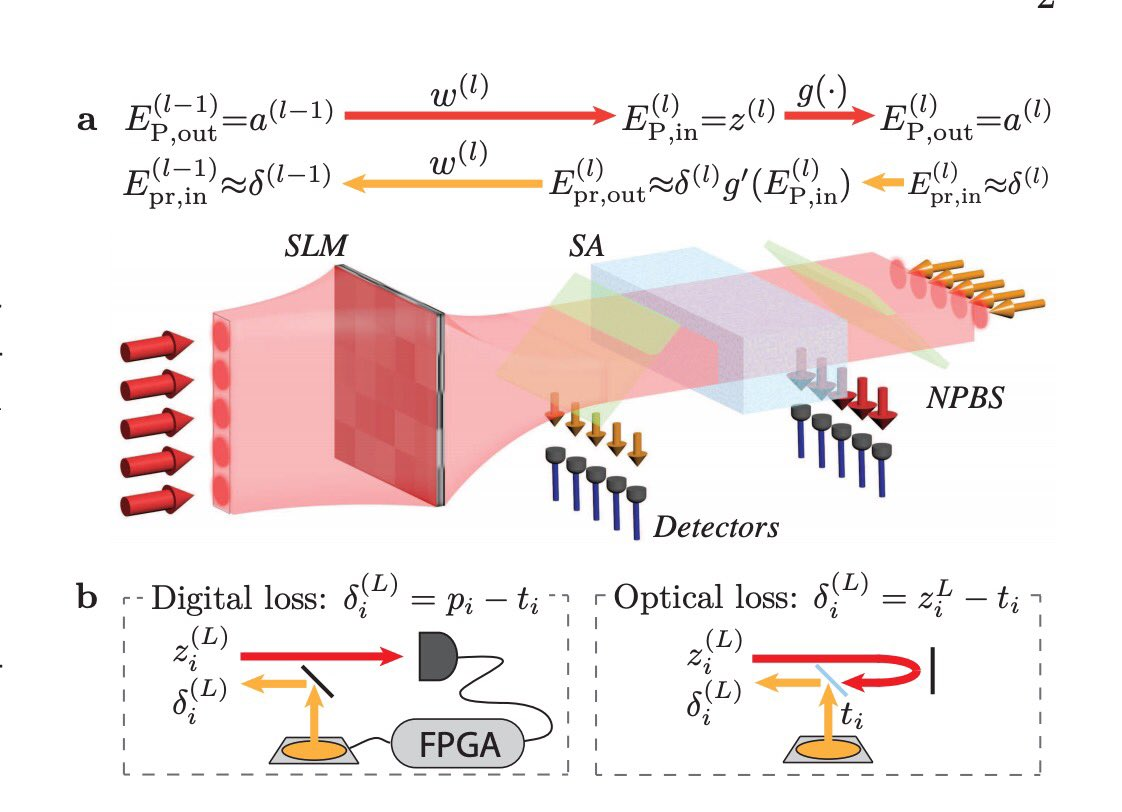 2
a E_{P,out}^{(l−1)}=a^{(l−1)} w^{(l)} E_{P,in}^{(l)}=z^{(l)} g(·) E_{P,out}^{(l)}=a^{(l)}
E_{pr,in}^{(l−1)}≈δ^{(l−1)} w^{(l)} E_{pr,out}^{(l)}≈δ^{(l)}g′(E_{P,in}^{(l)}) E_{pr,in}^{(l)}≈δ^{(l)}
SLM SA
NPBS
Detectors
b Digital loss: δ_i^{(L)} = p_i − t_i
z_i^{(L)}
δ_i^{(L)}
FPGA
Optical loss: δ_i^{(L)} = z_i^L − t_i
z_i^{(L)}
δ_i^{(L)}
t_i